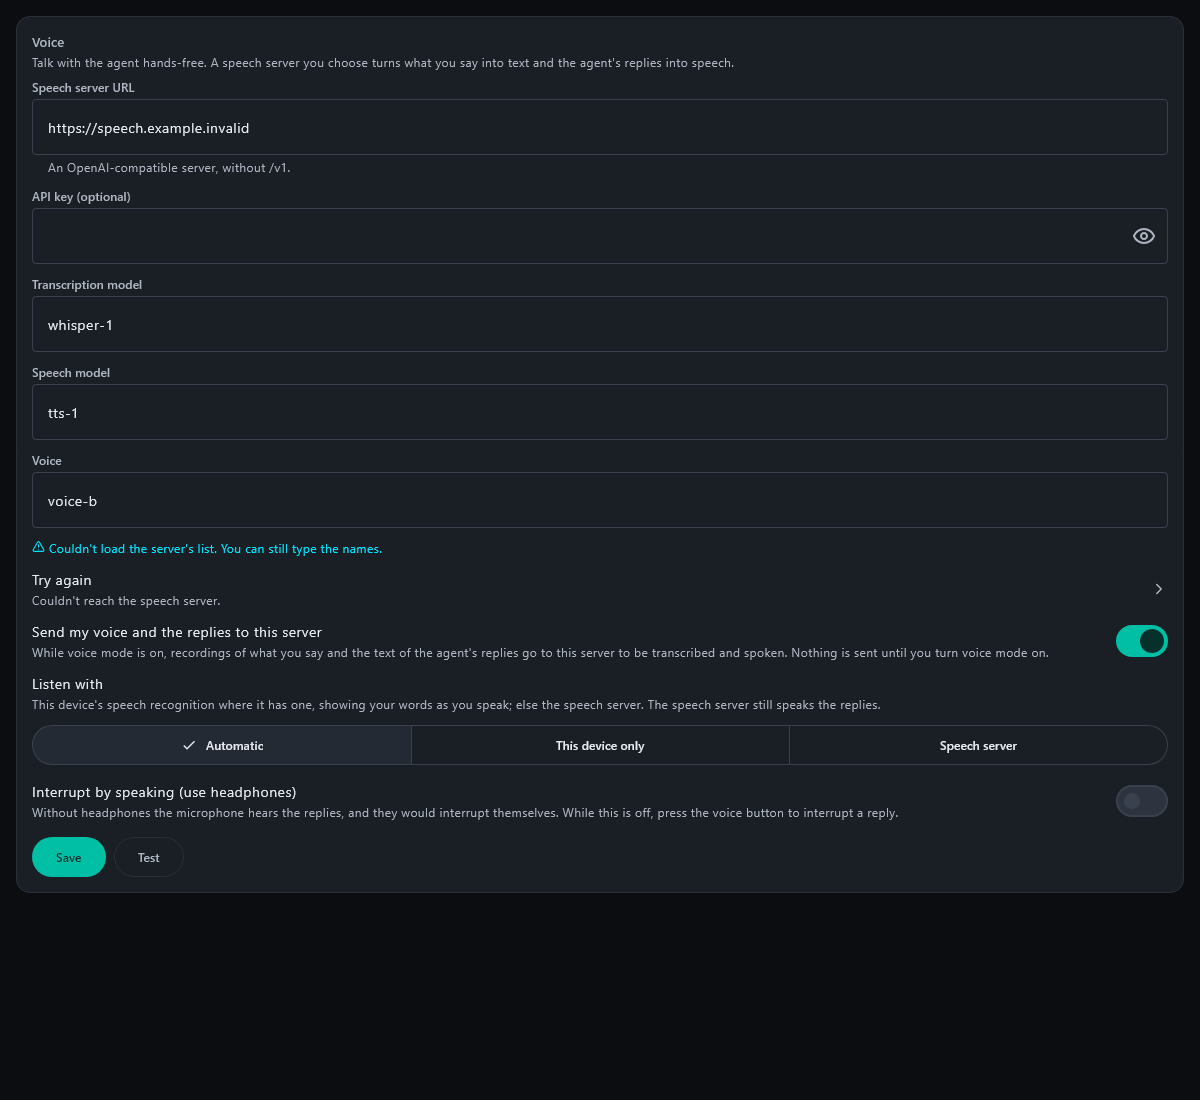 Voice
Talk with the agent hands-free. A speech server you choose turns what you say into text and the agent's replies into speech.
Speech server URL
https://speech.example.invalid
An OpenAI-compatible server, without /v1.
API key (optional)
Transcription model
whisper-1
Speech model
tts-1
Voice
voice-b
Couldn't load the server's list. You can still type the names.
Try again
Couldn't reach the speech server.
Send my voice and the replies to this server
While voice mode is on, recordings of what you say and the text of the agent's replies go to this server to be transcribed and spoken. Nothing is sent until you turn voice mode on.
Listen with
This device's speech recognition where it has one, showing your words as you speak; else the speech server. The speech server still speaks the replies.
Automatic
This device only
Speech server
Interrupt by speaking (use headphones)
Without headphones the microphone hears the replies, and they would interrupt themselves. While this is off, press the voice button to interrupt a reply.
Save
Test